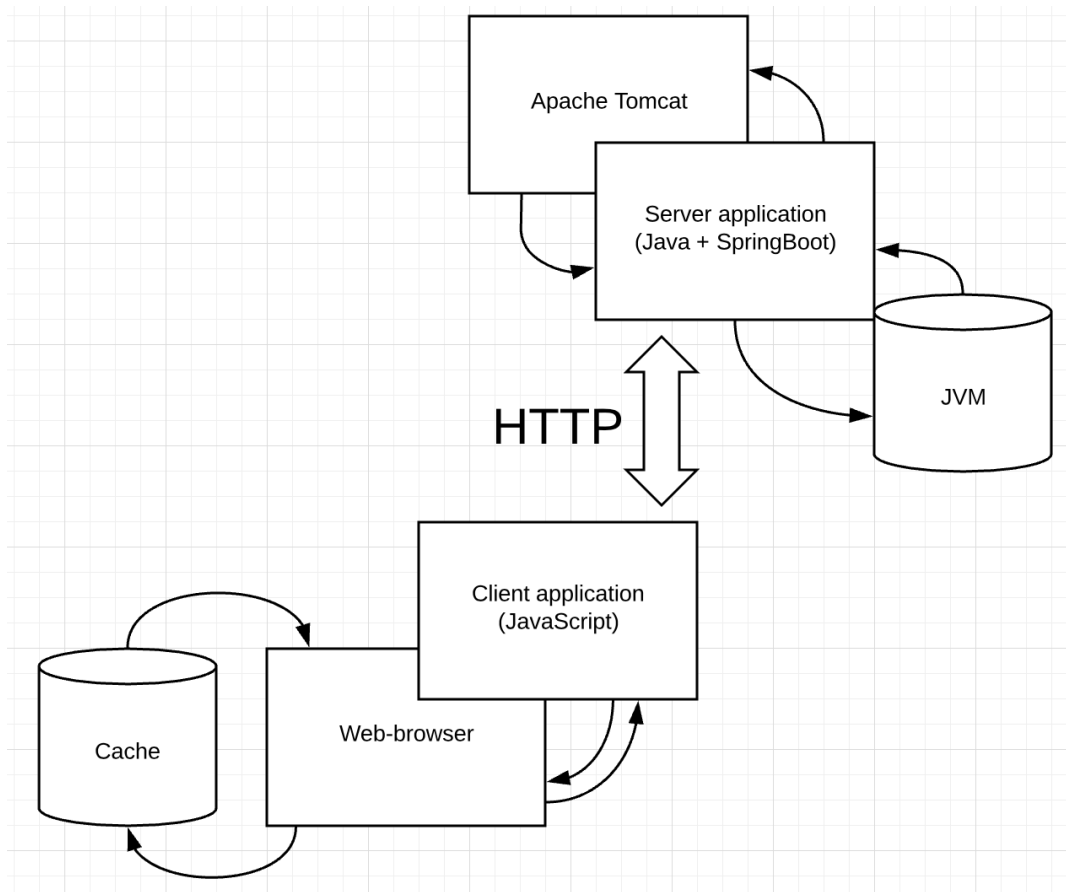 Apache Tomcat
Server application
(Java + SpringBoot)
JVM
HTTP
Client application
(JavaScript)
Web-browser
Cache